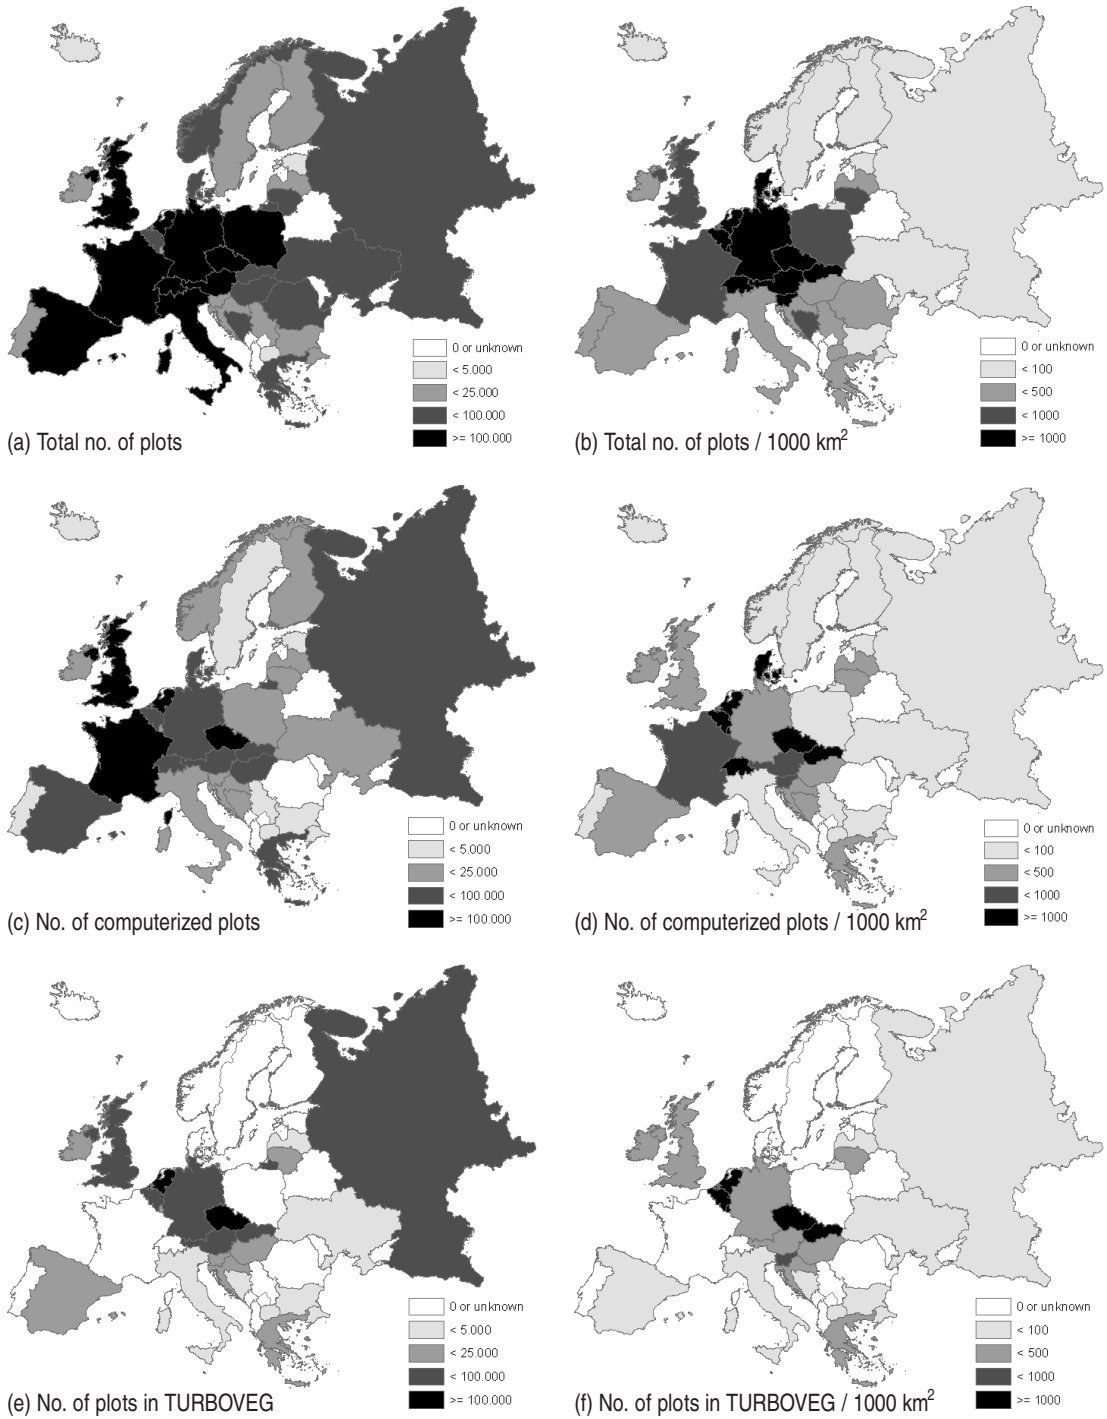 0 or unknown
< 5.000
< 25.000
< 100.000
>= 100.000
(a) Total no. of plots
0 or unknown
< 100
< 500
< 1000
>= 1000
(b) Total no. of plots / 1000 km²
0 or unknown
< 5.000
< 25.000
< 100.000
>= 100.000
(c) No. of computerized plots
0 or unknown
< 100
< 500
< 1000
>= 1000
(d) No. of computerized plots / 1000 km²
0 or unknown
< 5.000
< 25.000
< 100.000
>= 100.000
(e) No. of plots in TURBOVEG
0 or unknown
< 100
< 500
< 1000
>= 1000
(f) No. of plots in TURBOVEG / 1000 km²